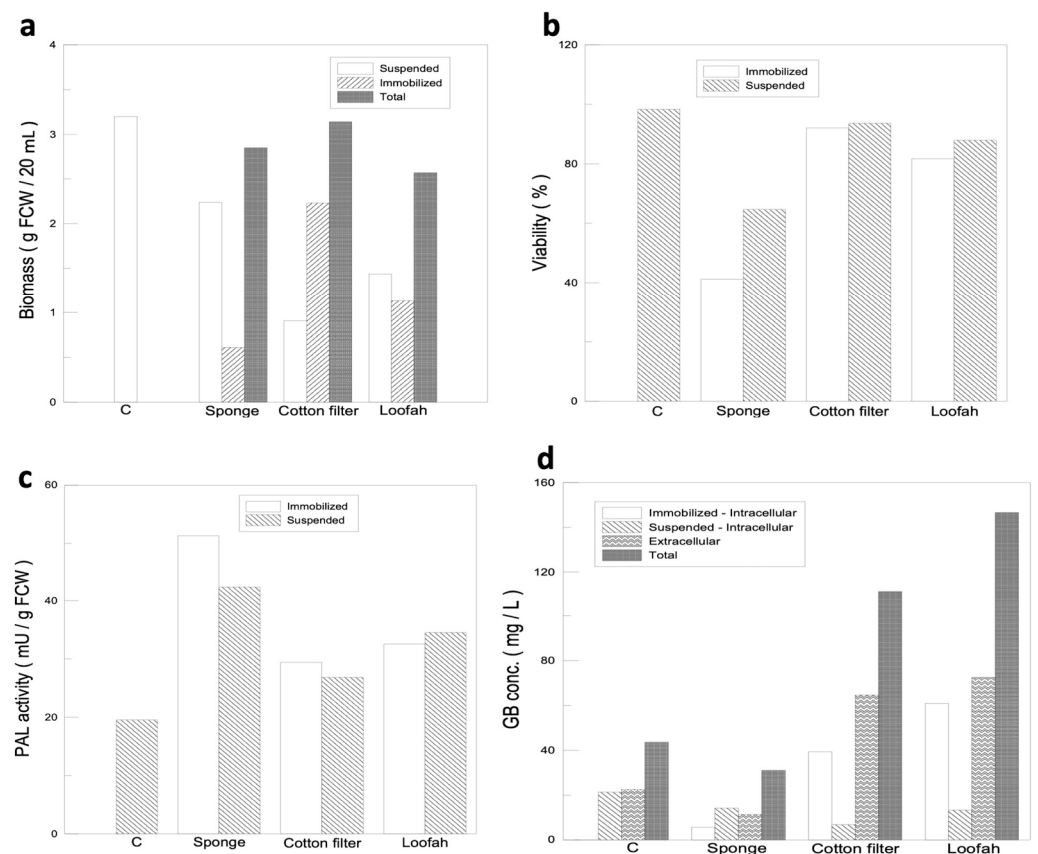 a
4
3
2
1
0
Biomass ( g FCW / 20 mL )
Suspended
Immobilized
Total
C
Sponge
Cotton filter
Loofah
b
120
80
40
0
Viability ( % )
Immobilized
Suspended
C
Sponge
Cotton filter
Loofah
c
60
40
20
0
PAL activity ( mU / g FCW )
Immobilized
Suspended
C
Sponge
Cotton filter
Loofah
d
160
120
80
40
0
GB conc. ( mg / L )
Immobilized - Intracellular
Suspended - Intracellular
Extracellular
Total
C
Sponge
Cotton filter
Loofah